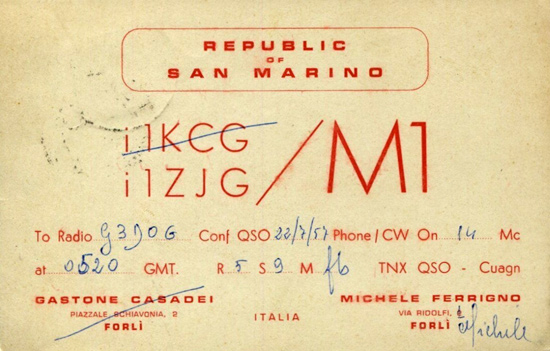 REPUBLIC
OF
SAN MARINO
i1KCG
i1ZJG/M1
To Radio G3JOG Conf QSO 22/7/57 Phone/CW On 14 Mc
at 0520 GMT. R 5 S 9 M fb TNX QSO - Cuagn
GASTONE CASADEI MICHELE FERRIGNO
PIAZZALE SCHIAVONIA, 2 ITALIA VIA RIDOLFI,
FORLÌ FORLÌ Michele